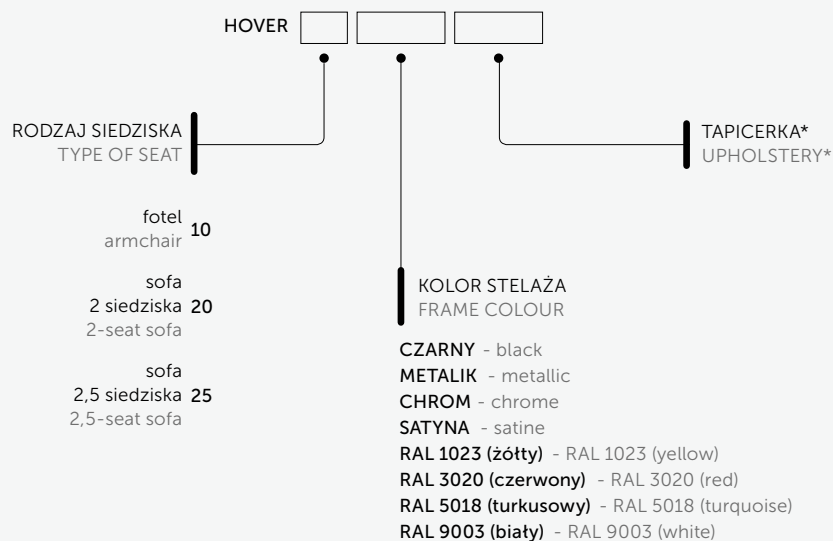 HOVER
RODZAJ SIEDZISKA
TYPE OF SEAT
fotel
armchair
10
sofa
2 siedziska 20
2-seat sofa
sofa
2,5 siedziska 25
2,5-seat sofa
KOLOR STELAŻA
FRAME COLOUR
CZARNY - black
METALIK - metallic
CHROM - chrome
SATYNA - satine
RAL 1023 (żółty) - RAL 1023 (yellow)
RAL 3020 (czerwony) - RAL 3020 (red)
RAL 5018 (turkusowy) - RAL 5018 (turquoise)
RAL 9003 (biały) - RAL 9003 (white)
TAPICERKA*
UPHOLSTERY*